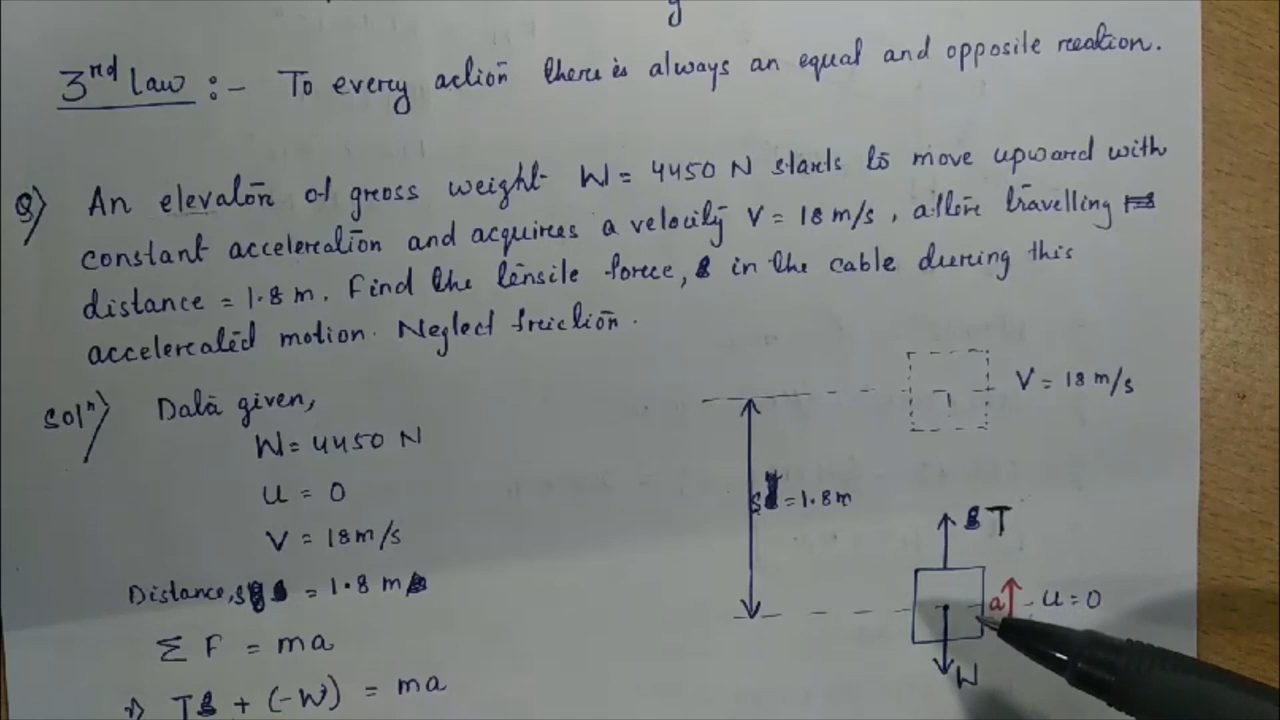 3rd Law :- To every action there is always an equal and opposite reaction.
Q) An elevator of gross weight W = 4450 N starts to move upward with
constant acceleration and acquires a velocity V = 18 m/s, after travelling
distance = 1.8 m. Find the tensile force, in the cable during this
accelerated motion. Neglect friction.
Solⁿ) Data given,
W = 4450 N
U = 0
V = 18 m/s
Distance, S = 1.8 m
Σ F = ma
⇒ T + (-W) = ma
V = 18 m/s
S = 1.8 m
T
a
U = 0
W